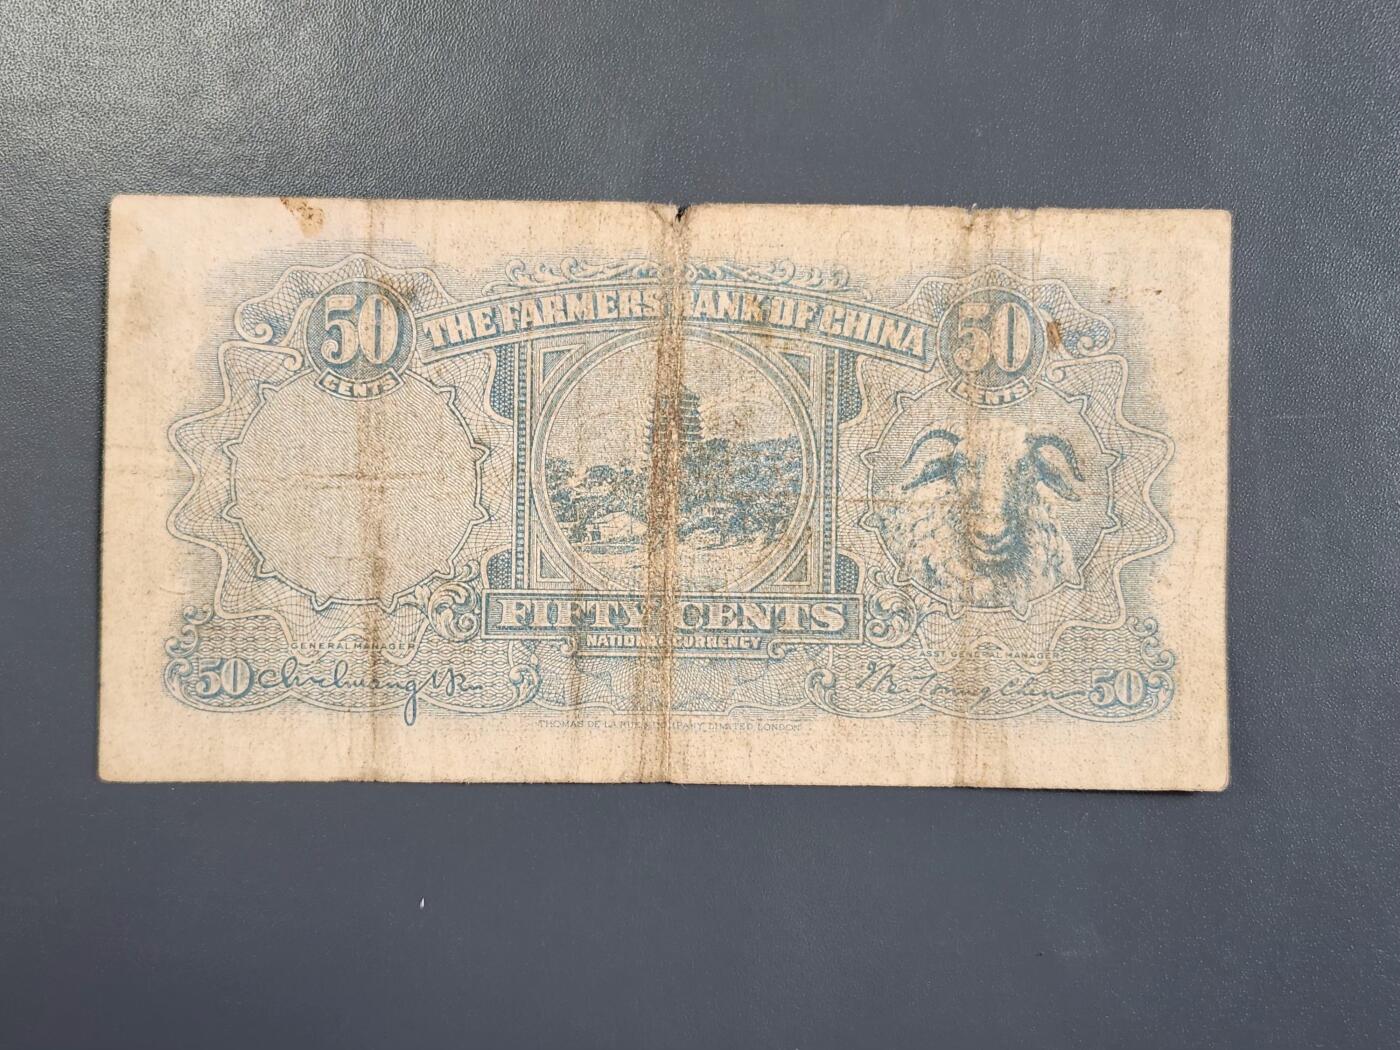 50 THE FARMERS BANK OF CHINA 50
CENTS CENTS
FIFTY CENTS
NATIONAL CURRENCY
GENERAL MANAGER ASS'T GENERAL MANAGER
50 50
THOMAS DE LA RUE & COMPANY LIMITED LONDON